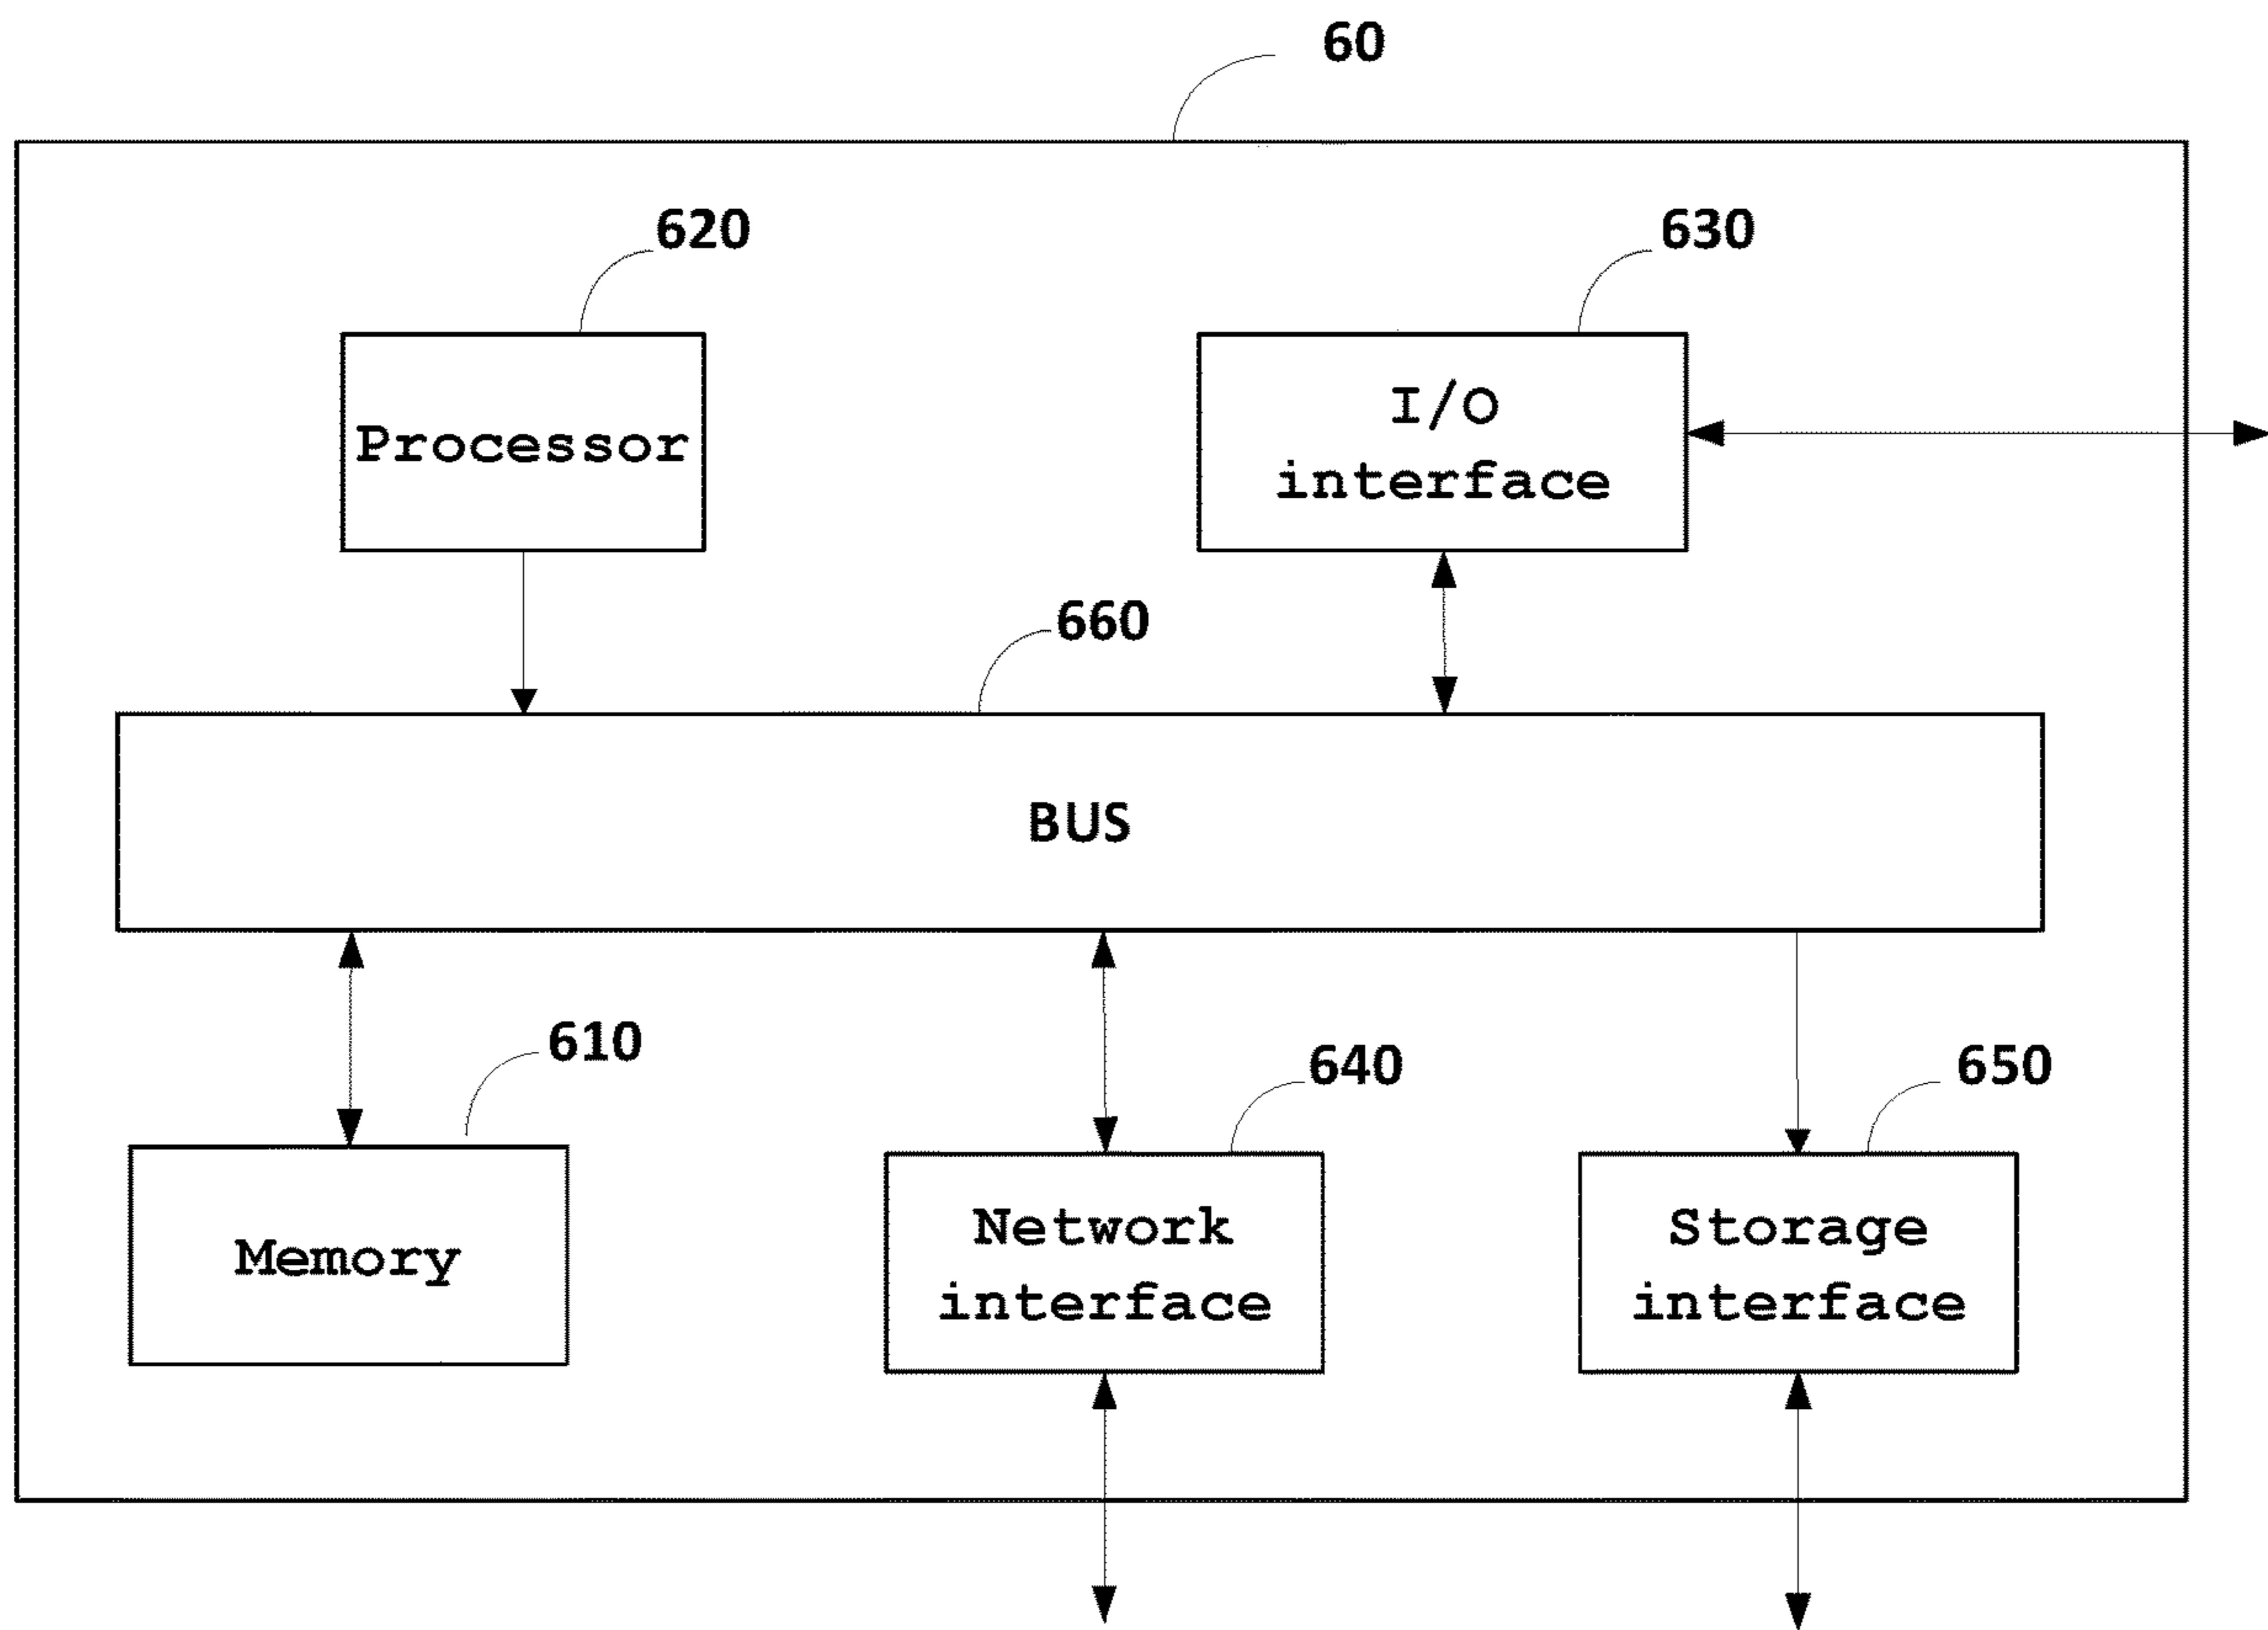 60
620
630
Processor
I/O
interface
660
BUS
610
640
650
Memory
Network
interface
Storage
interface